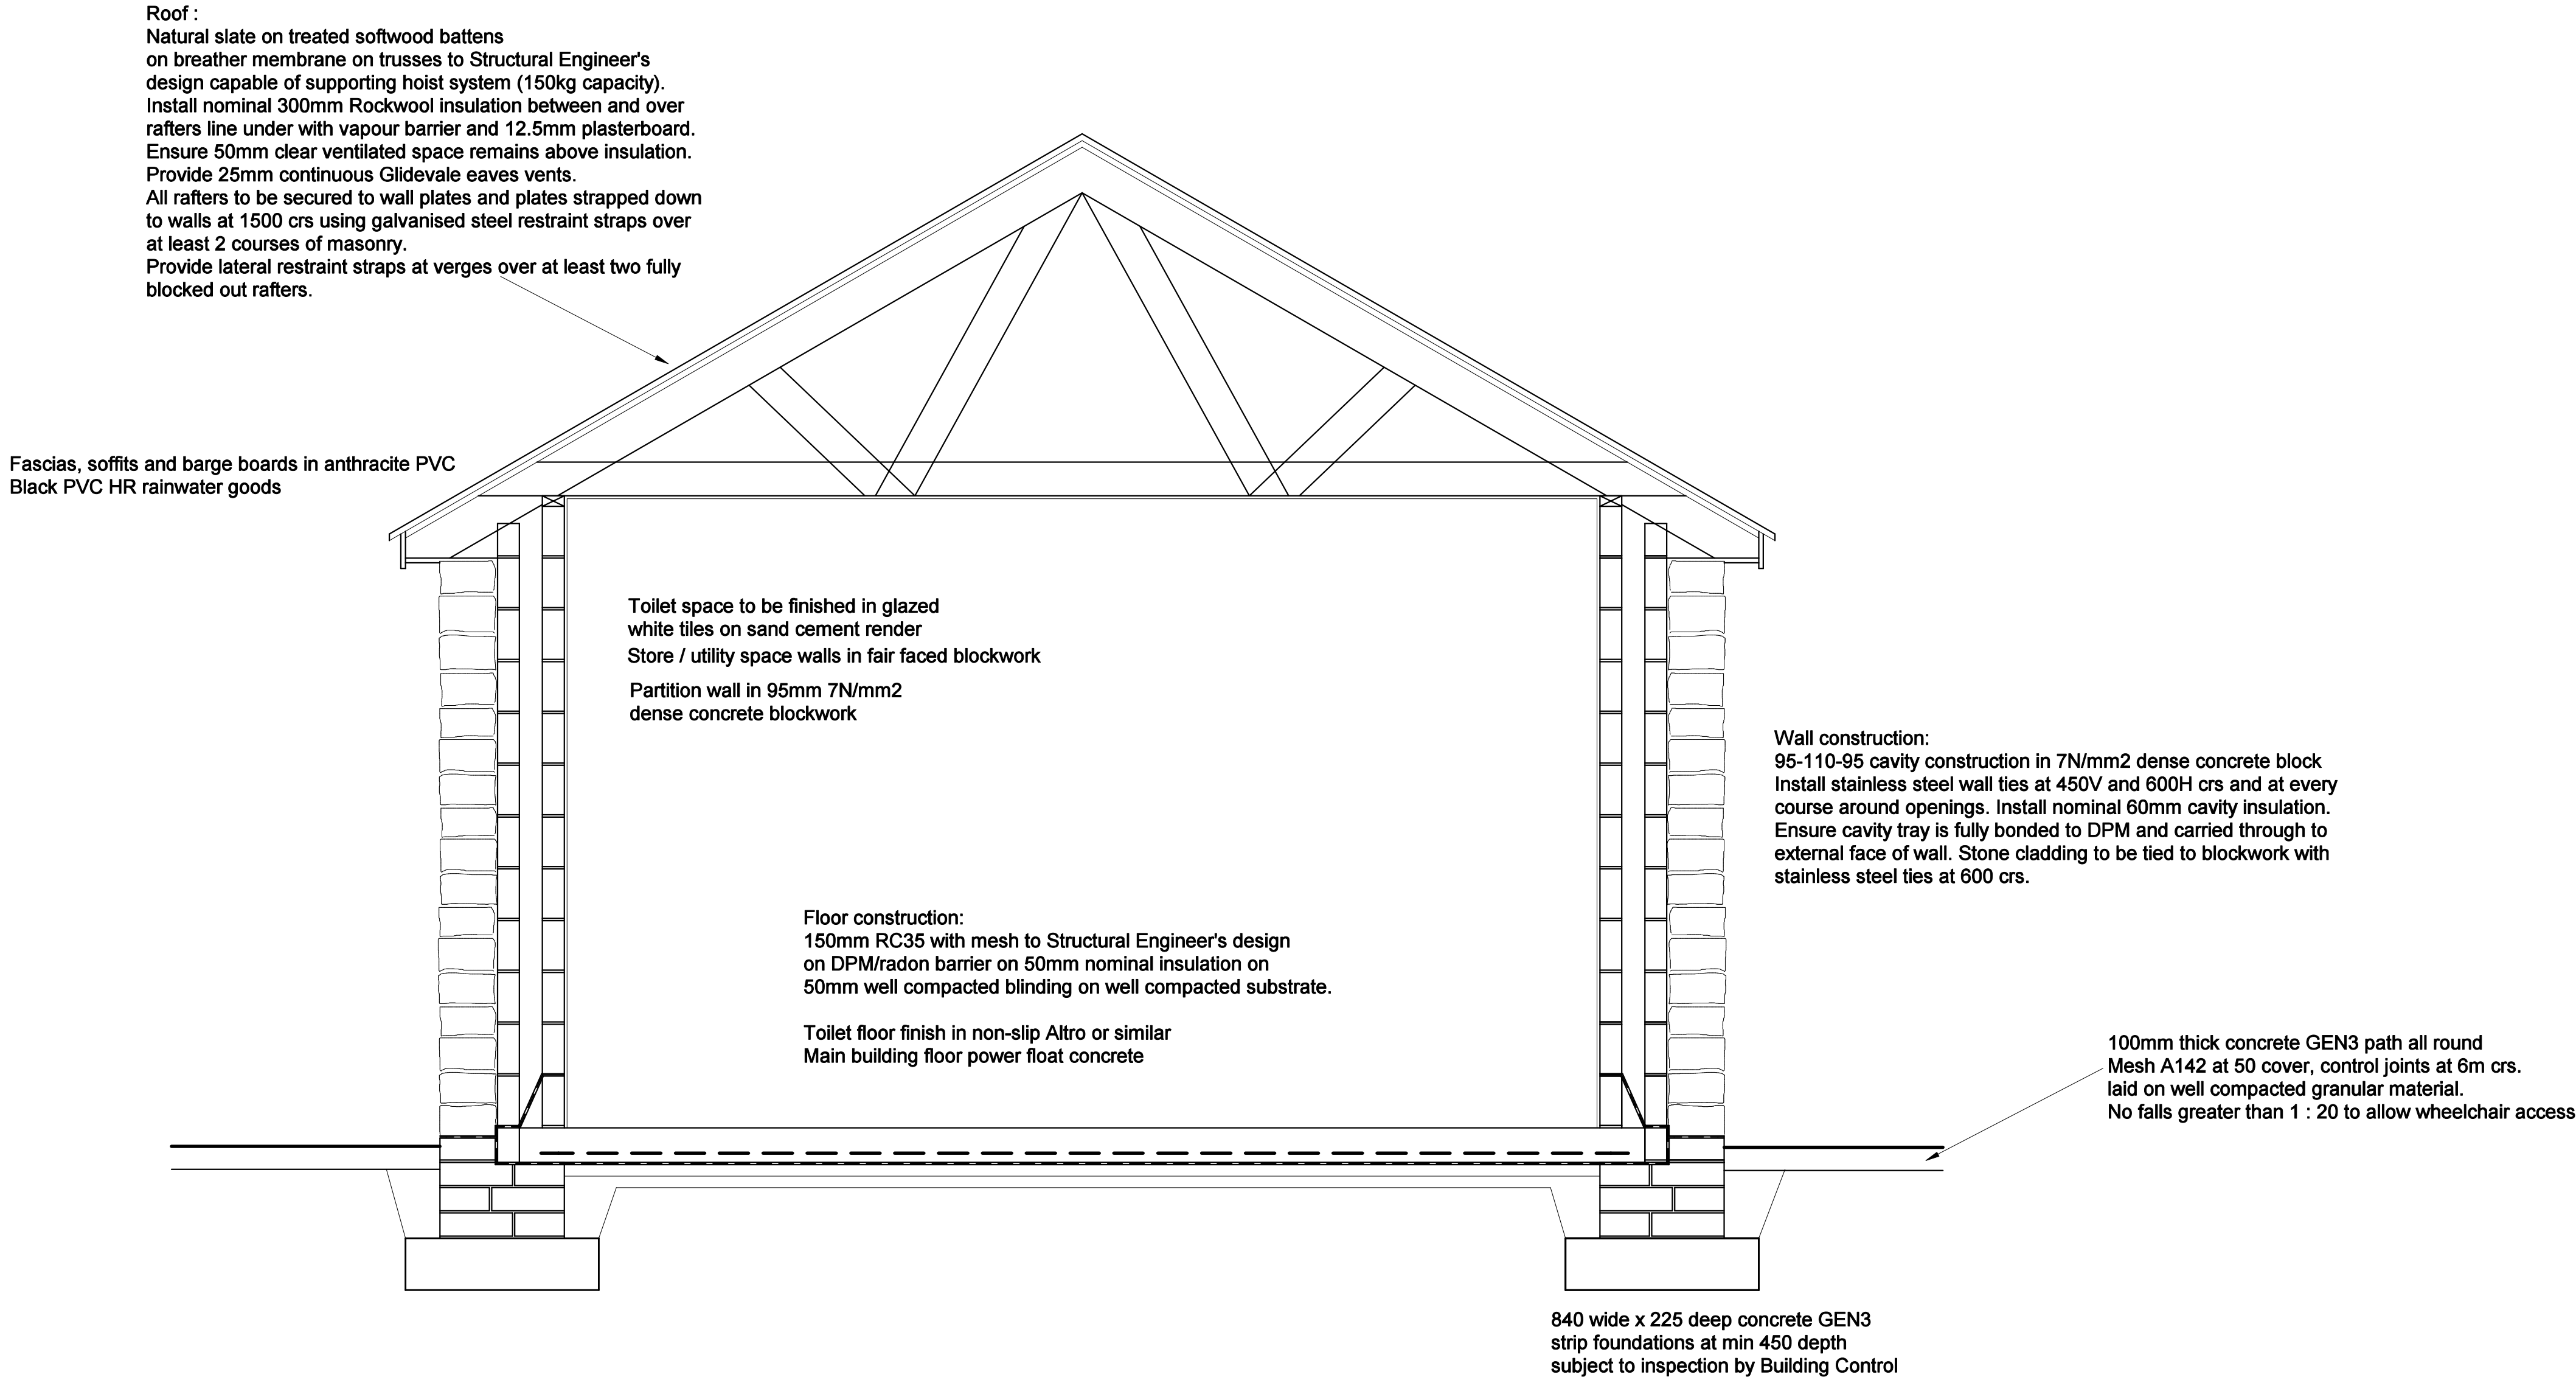 Roof :
Natural slate on treated softwood battens
on breather membrane on trusses to Structural Engineer's
design capable of supporting hoist system (150kg capacity).
Install nominal 300mm Rockwool insulation between and over
rafters line under with vapour barrier and 12.5mm plasterboard.
Ensure 50mm clear ventilated space remains above insulation.
Provide 25mm continuous Glidevale eaves vents.
All rafters to be secured to wall plates and plates strapped down
to walls at 1500 crs using galvanised steel restraint straps over
at least 2 courses of masonry.
Provide lateral restraint straps at verges over at least two fully
blocked out rafters.
Fascias, soffits and barge boards in anthracite PVC
Black PVC HR rainwater goods
Toilet space to be finished in glazed
white tiles on sand cement render
Store / utility space walls in fair faced blockwork
Partition wall in 95mm 7N/mm2
dense concrete blockwork
Wall construction:
95-110-95 cavity construction in 7N/mm2 dense concrete block
Install stainless steel wall ties at 450V and 600H crs and at every
course around openings. Install nominal 60mm cavity insulation.
Ensure cavity tray is fully bonded to DPM and carried through to
external face of wall. Stone cladding to be tied to blockwork with
stainless steel ties at 600 crs.
Floor construction:
150mm RC35 with mesh to Structural Engineer's design
on DPM/radon barrier on 50mm nominal insulation on
50mm well compacted blinding on well compacted substrate.
Toilet floor finish in non-slip Altro or similar
Main building floor power float concrete
100mm thick concrete GEN3 path all round
Mesh A142 at 50 cover, control joints at 6m crs.
laid on well compacted granular material.
No falls greater than 1 : 20 to allow wheelchair access
840 wide x 225 deep concrete GEN3
strip foundations at min 450 depth
subject to inspection by Building Control